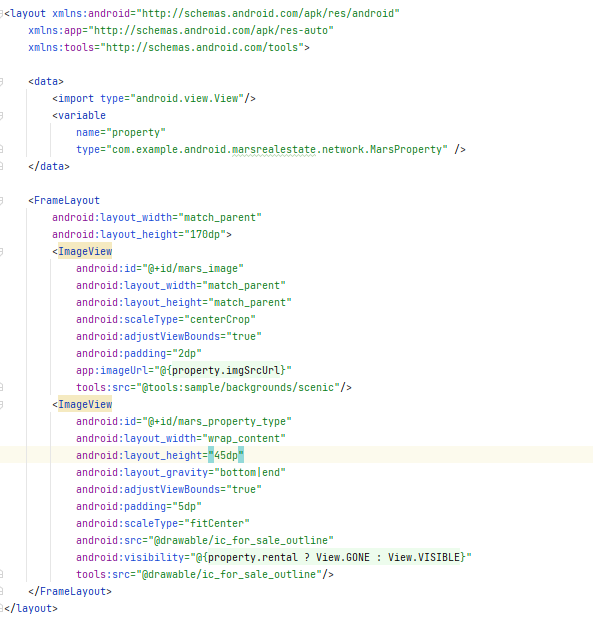 <layout xmlns:android="http://schemas.android.com/apk/res/android"
    xmlns:app="http://schemas.android.com/apk/res-auto"
    xmlns:tools="http://schemas.android.com/tools">

    <data>
        <import type="android.view.View"/>
        <variable
            name="property"
            type="com.example.android.marsrealestate.network.MarsProperty" />
    </data>

    <FrameLayout
        android:layout_width="match_parent"
        android:layout_height="170dp">
        <ImageView
            android:id="@+id/mars_image"
            android:layout_width="match_parent"
            android:layout_height="match_parent"
            android:scaleType="centerCrop"
            android:adjustViewBounds="true"
            android:padding="2dp"
            app:imageUrl="@{property.imgSrcUrl}"
            tools:src="@tools:sample/backgrounds/scenic"/>
        <ImageView
            android:id="@+id/mars_property_type"
            android:layout_width="wrap_content"
            android:layout_height="45dp"
            android:layout_gravity="bottom|end"
            android:adjustViewBounds="true"
            android:padding="5dp"
            android:scaleType="fitCenter"
            android:src="@drawable/ic_for_sale_outline"
            android:visibility="@{property.rental ? View.GONE : View.VISIBLE}"
            tools:src="@drawable/ic_for_sale_outline"/>
    </FrameLayout>
</layout>